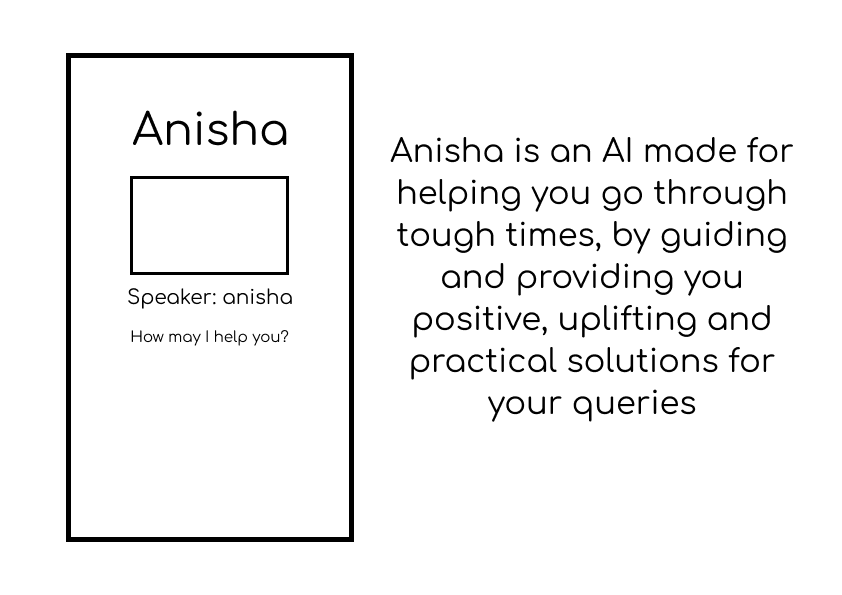 Anisha
Speaker: anisha
How may I help you?
Anisha is an AI made for
helping you go through
tough times, by guiding
and providing you
positive, uplifting and
practical solutions for
your queries